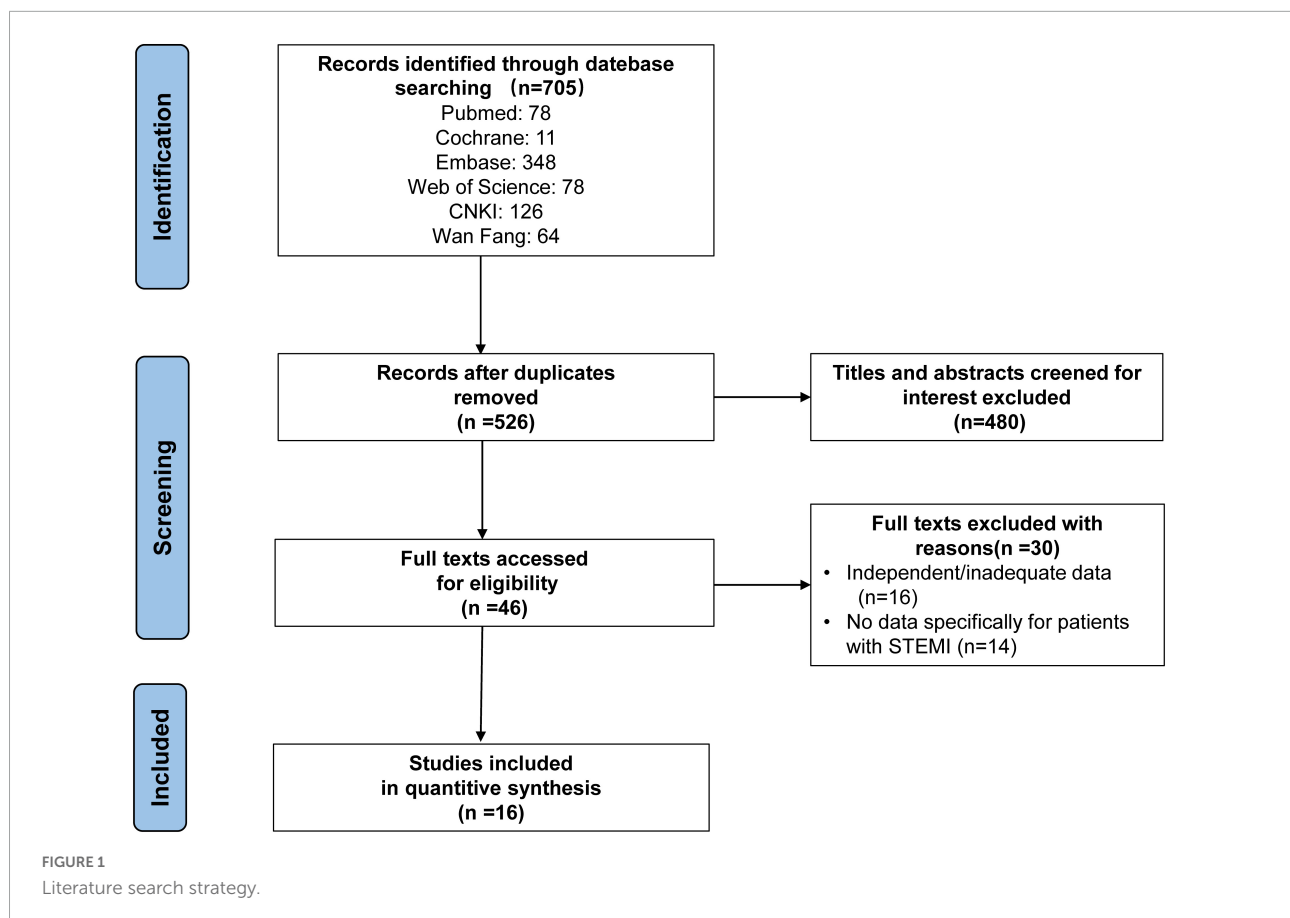 Identification
Records identified through datebase
searching （n=705)
Pubmed: 78
Cochrane: 11
Embase: 348
Web of Science: 78
CNKI: 126
Wan Fang: 64
Screening
Records after duplicates
removed
(n =526)
Titles and abstracts creened for
interest excluded
(n=480)
Full texts accessed
for eligibility
(n =46)
Full texts excluded with
reasons(n =30)
• Independent/inadequate data
(n=16)
• No data specifically for patients
with STEMI (n=14)
Included
Studies included
in quantitive synthesis
(n =16)
FIGURE 1
Literature search strategy.